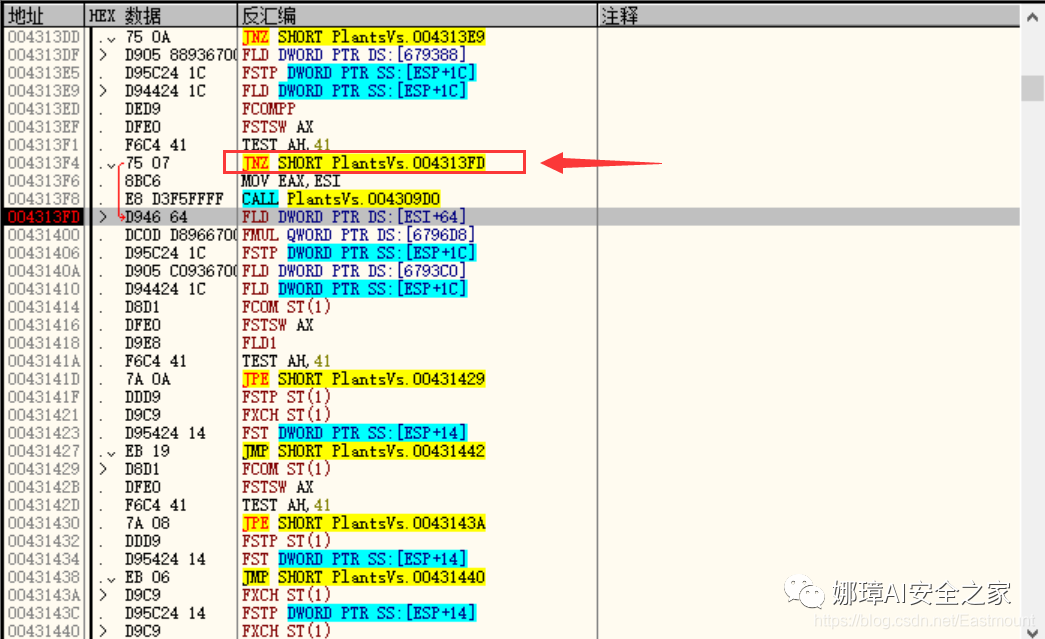 地址 HEX 数据 反汇编 注释
004313DD . 75 0A JNZ SHORT PlantsVs.004313E9
004313DF > D905 88936700 FLD DWORD PTR DS:[679388]
004313E5 . D95C24 1C FSTP DWORD PTR SS:[ESP+1C]
004313E9 > D94424 1C FLD DWORD PTR SS:[ESP+1C]
004313ED . DED9 FCOMPP
004313EF . DFE0 FSTSW AX
004313F1 . F6C4 41 TEST AH,41
004313F4 . 75 07 JNZ SHORT PlantsVs.004313FD
004313F6 . 8BC6 MOV EAX,ESI
004313F8 . E8 D3F5FFFF CALL PlantsVs.004309D0
004313FD > D946 64 FLD DWORD PTR DS:[ESI+64]
00431400 . DC0D D8966700 FMUL QWORD PTR DS:[6796D8]
00431406 . D95C24 1C FSTP DWORD PTR SS:[ESP+1C]
0043140A . D905 C0936700 FLD DWORD PTR DS:[6793C0]
00431410 . D94424 1C FLD DWORD PTR SS:[ESP+1C]
00431414 . D8D1 FCOM ST(1)
00431416 . DFE0 FSTSW AX
00431418 . D9E8 FLD1
0043141A . F6C4 41 TEST AH,41
0043141D . 7A 0A JPE SHORT PlantsVs.00431429
0043141F . DDD9 FSTP ST(1)
00431421 . D9C9 FXCH ST(1)
00431423 . D95424 14 FST DWORD PTR SS:[ESP+14]
00431427 . EB 19 JMP SHORT PlantsVs.00431442
00431429 > D8D1 FCOM ST(1)
0043142B . DFE0 FSTSW AX
0043142D . F6C4 41 TEST AH,41
00431430 . 7A 08 JPE SHORT PlantsVs.0043143A
00431432 . DDD9 FSTP ST(1)
00431434 . D95424 14 FST DWORD PTR SS:[ESP+14]
00431438 . EB 06 JMP SHORT PlantsVs.00431440
0043143A > D9C9 FXCH ST(1)
0043143C . D95C24 14 FSTP DWORD PTR SS:[ESP+14]
00431440 > D9C9 FXCH ST(1)
娜璋AI安全之家
https://blog.csdn.net/Eastmount